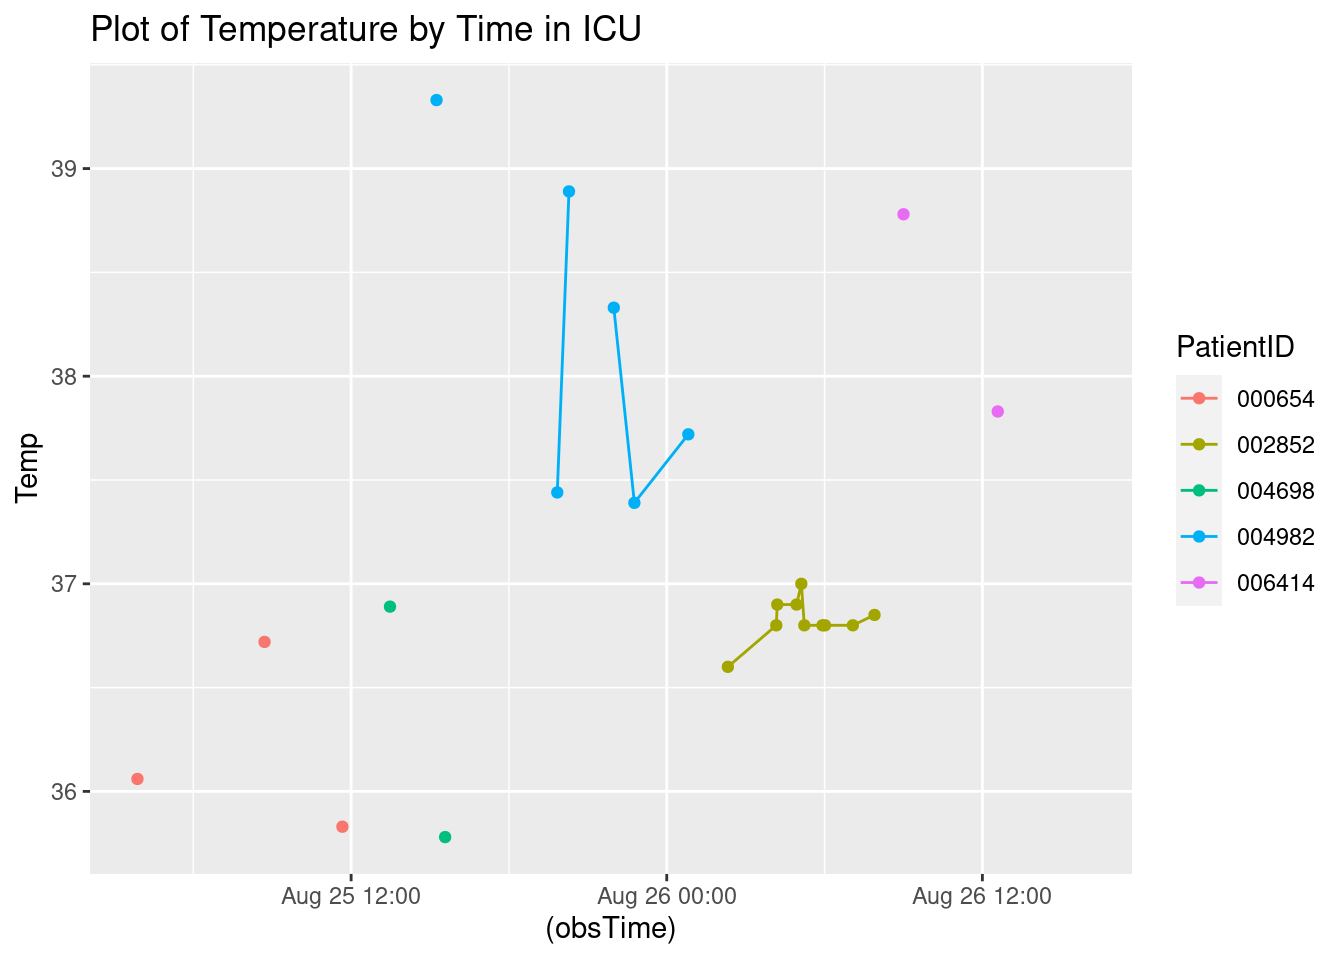 Plot of Temperature by Time in ICU
39
38
37
36
Temp
Aug 25 12:00
Aug 26 00:00
Aug 26 12:00
(obsTime)
PatientID
000654
002852
004698
004982
006414